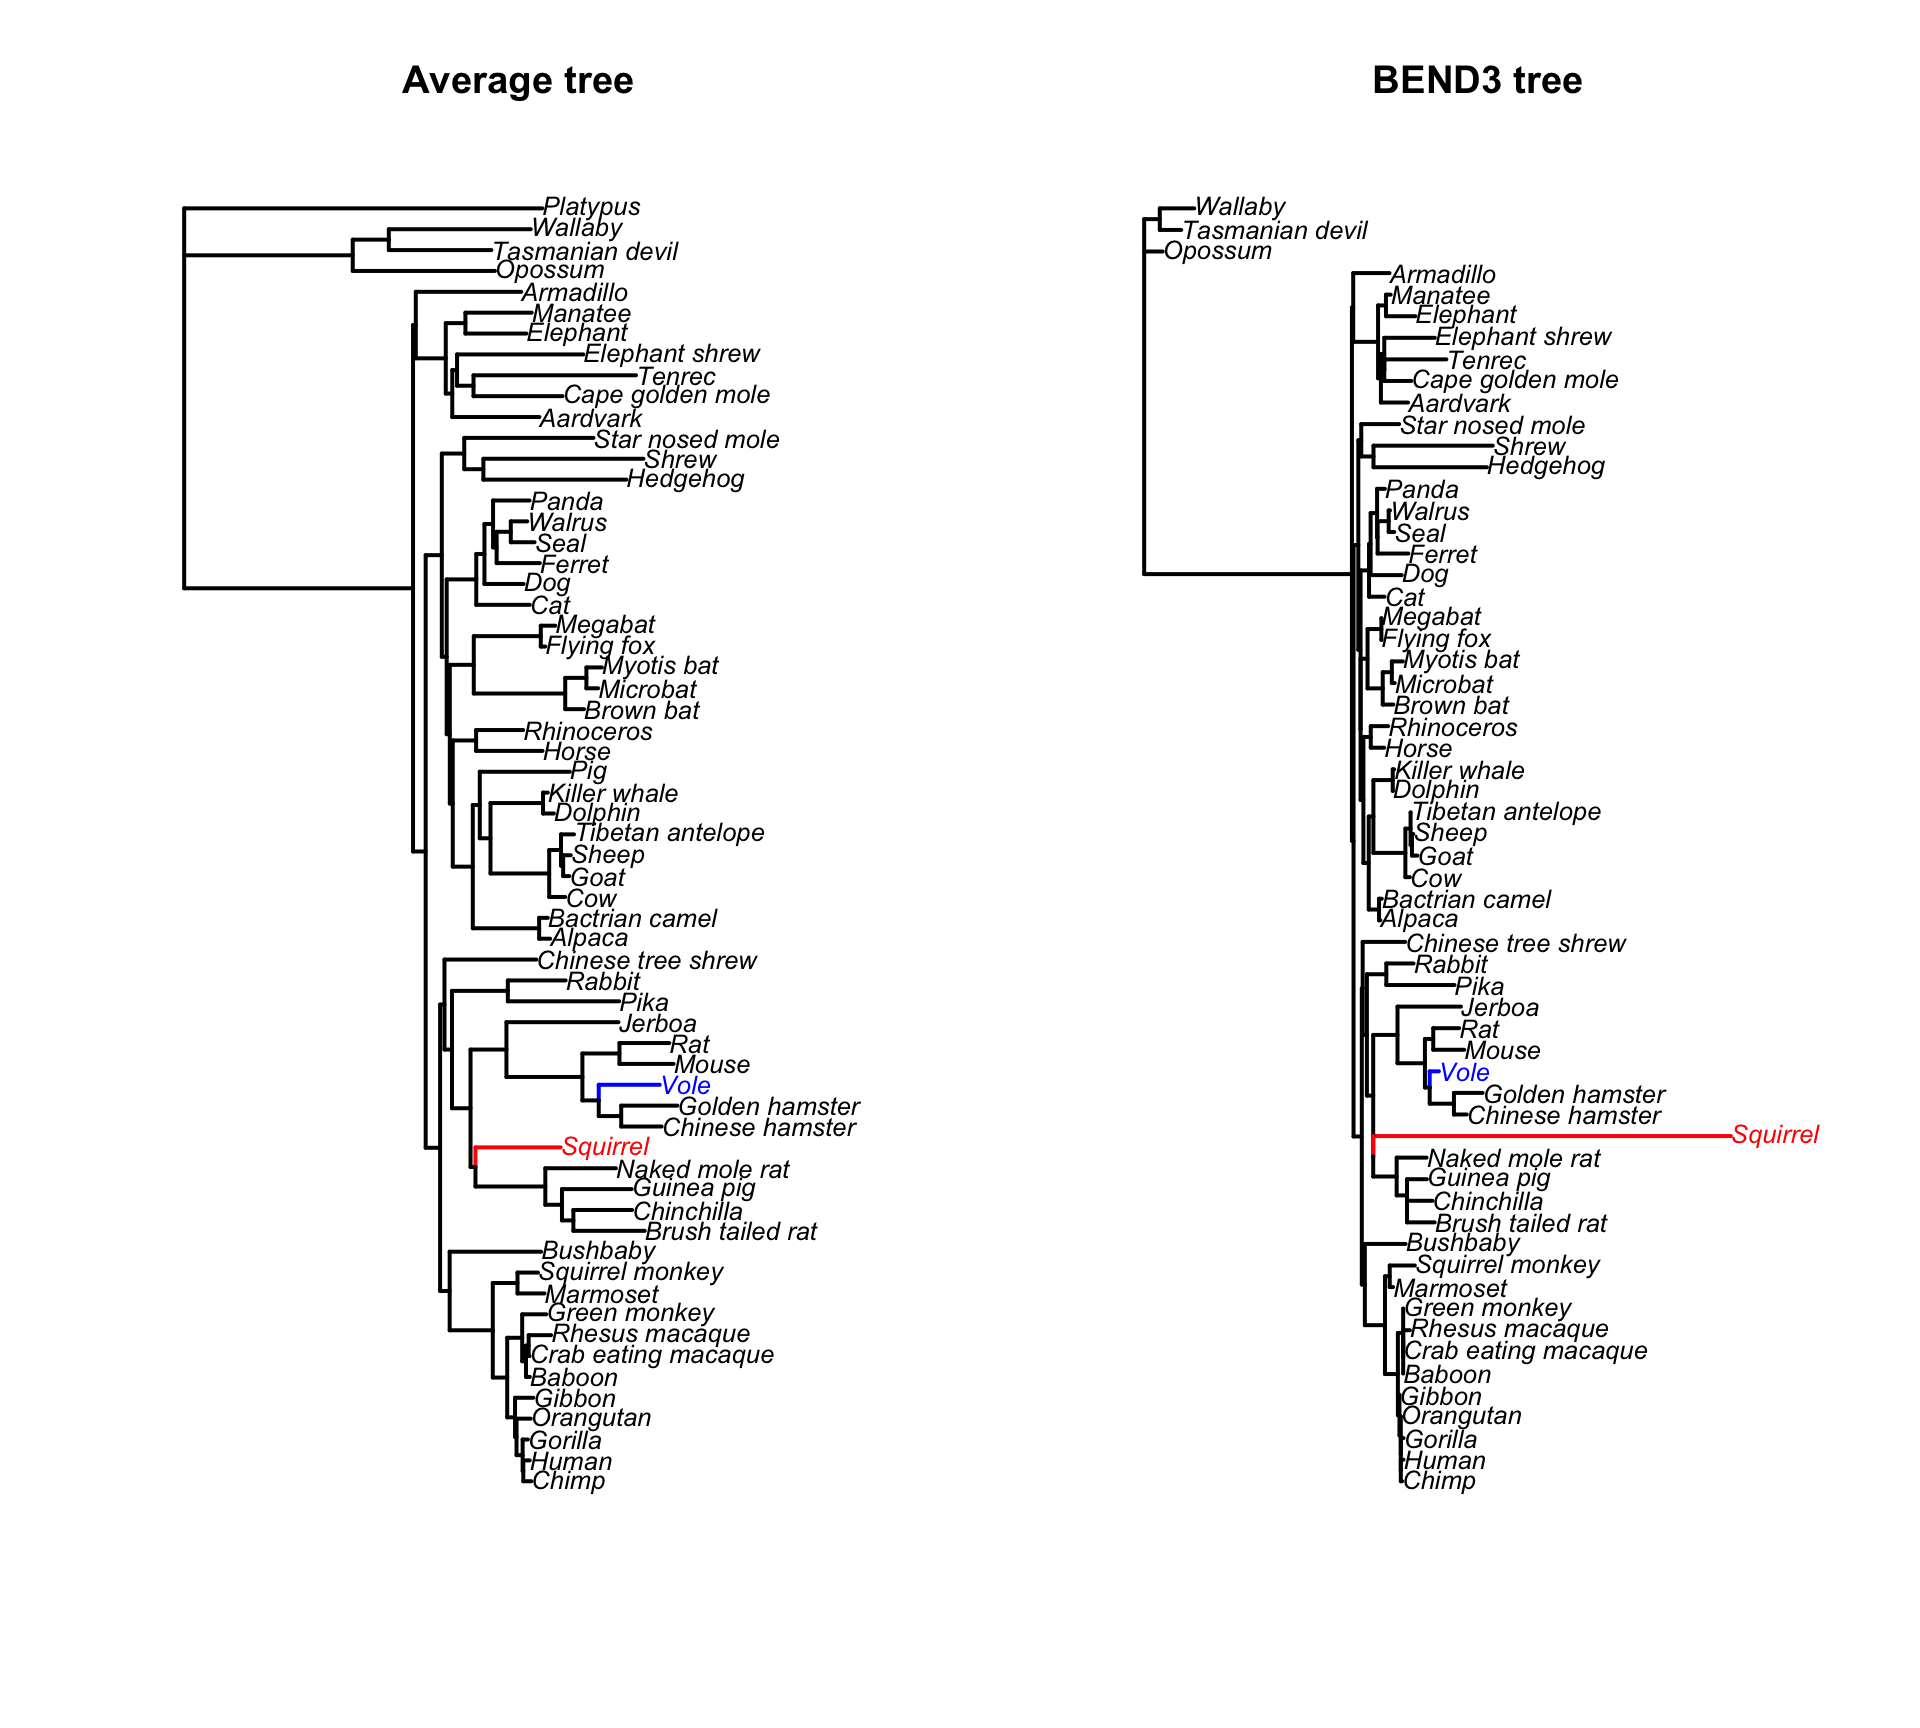 Average tree
Platypus
Wallaby
Tasmanian devil
Opossum
Armadillo
Manatee
Elephant
Elephant shrew
Tenrec
Cape golden mole
Aardvark
Star nosed mole
Shrew
Hedgehog
Panda
Walrus
Seal
Ferret
Dog
Cat
Megabat
Flying fox
Myotis bat
Microbat
Brown bat
Rhinoceros
Horse
Pig
Killer whale
Dolphin
Tibetan antelope
Sheep
Goat
Cow
Bactrian camel
Alpaca
Chinese tree shrew
Rabbit
Pika
Jerboa
Rat
Mouse
Vole
Golden hamster
Chinese hamster
Squirrel
Naked mole rat
Guinea pig
Chinchilla
Brush tailed rat
Bushbaby
Squirrel monkey
Marmoset
Green monkey
Rhesus macaque
Crab eating macaque
Baboon
Gibbon
Orangutan
Gorilla
Human
Chimp
BEND3 tree
Wallaby
Tasmanian devil
Opossum
Armadillo
Manatee
Elephant
Elephant shrew
Tenrec
Cape golden mole
Aardvark
Star nosed mole
Shrew
Hedgehog
Panda
Walrus
Seal
Ferret
Dog
Cat
Megabat
Flying fox
Myotis bat
Microbat
Brown bat
Rhinoceros
Horse
Killer whale
Dolphin
Tibetan antelope
Sheep
Goat
Cow
Bactrian camel
Alpaca
Chinese tree shrew
Rabbit
Pika
Jerboa
Rat
Mouse
Vole
Golden hamster
Chinese hamster
Squirrel
Naked mole rat
Guinea pig
Chinchilla
Brush tailed rat
Bushbaby
Squirrel monkey
Marmoset
Green monkey
Rhesus macaque
Crab eating macaque
Baboon
Gibbon
Orangutan
Gorilla
Human
Chimp